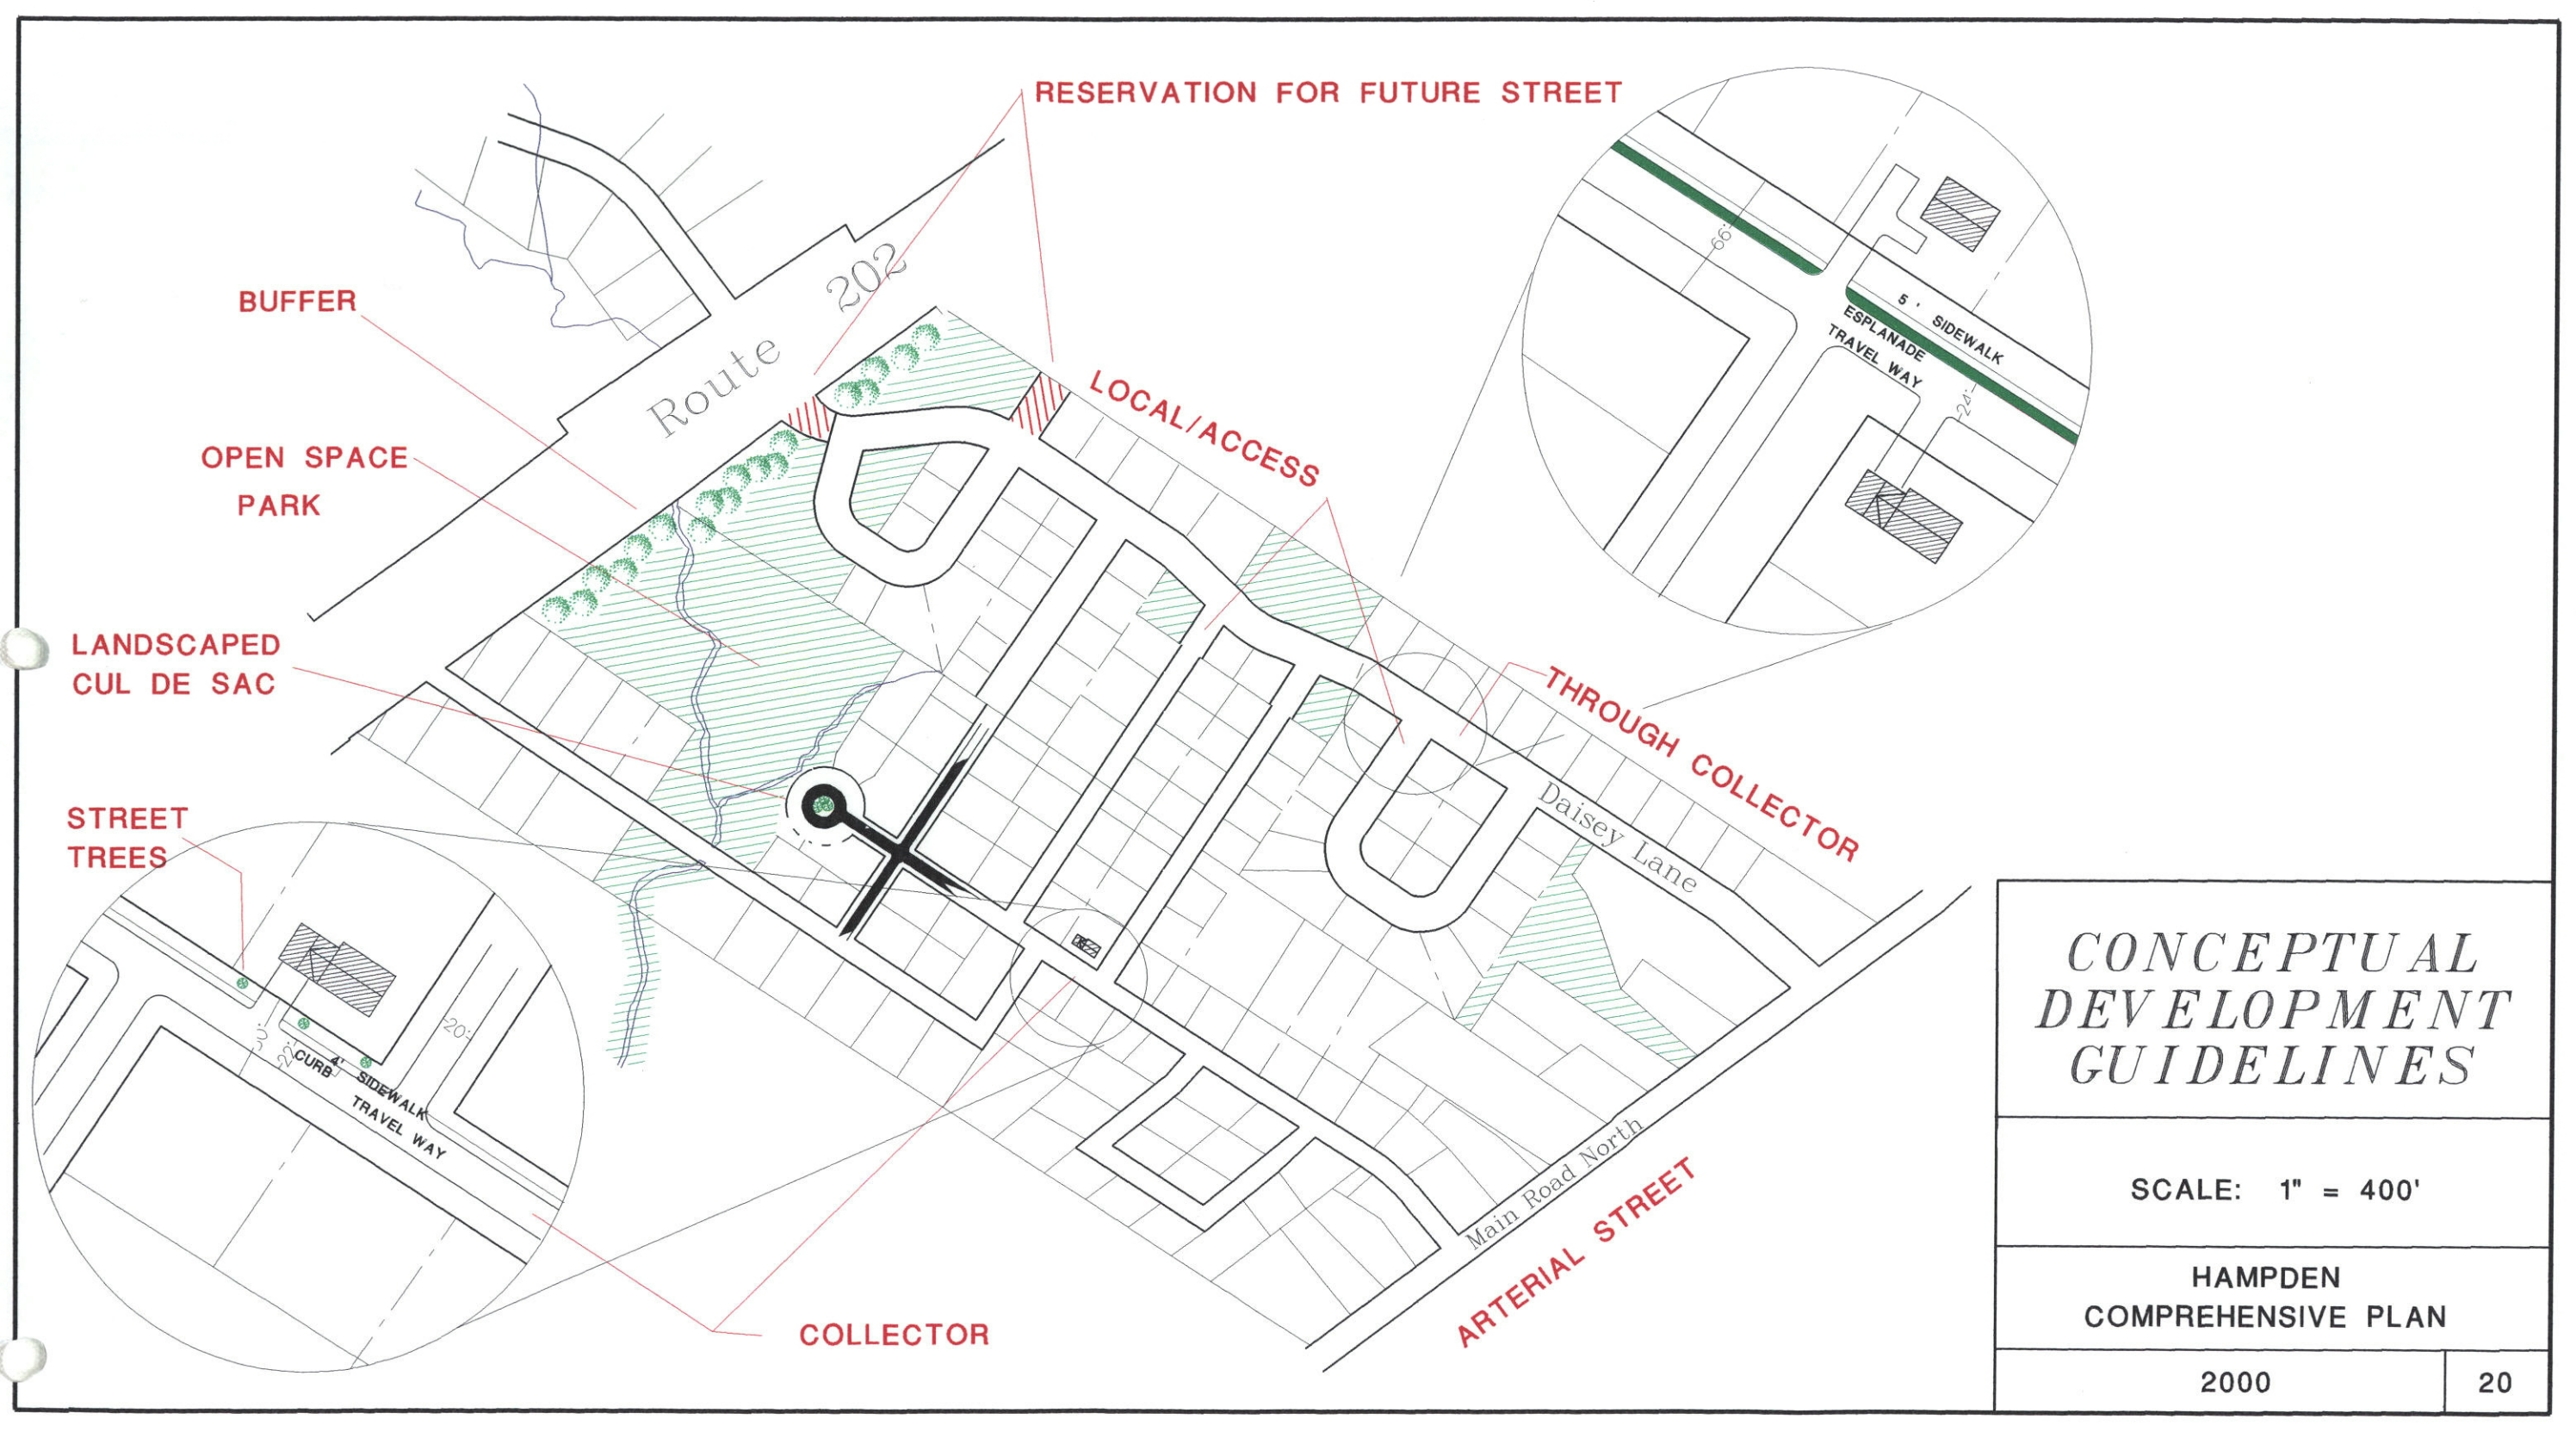 RESERVATION FOR FUTURE STREET
BUFFER
OPEN SPACE
PARK
LANDSCAPED
CUL DE SAC
STREET
TREES
Route 202
LOCAL/ACCESS
THROUGH COLLECTOR
Daisey Lane
Main Road North
ARTERIAL STREET
COLLECTOR
66'
5' SIDEWALK
ESPLANADE
TRAVEL WAY
24'
20'
22'
4'
CURB
SIDEWALK
TRAVEL WAY
CONCEPTUAL
DEVELOPMENT
GUIDELINES
SCALE: 1" = 400'
HAMPDEN
COMPREHENSIVE PLAN
2000
20